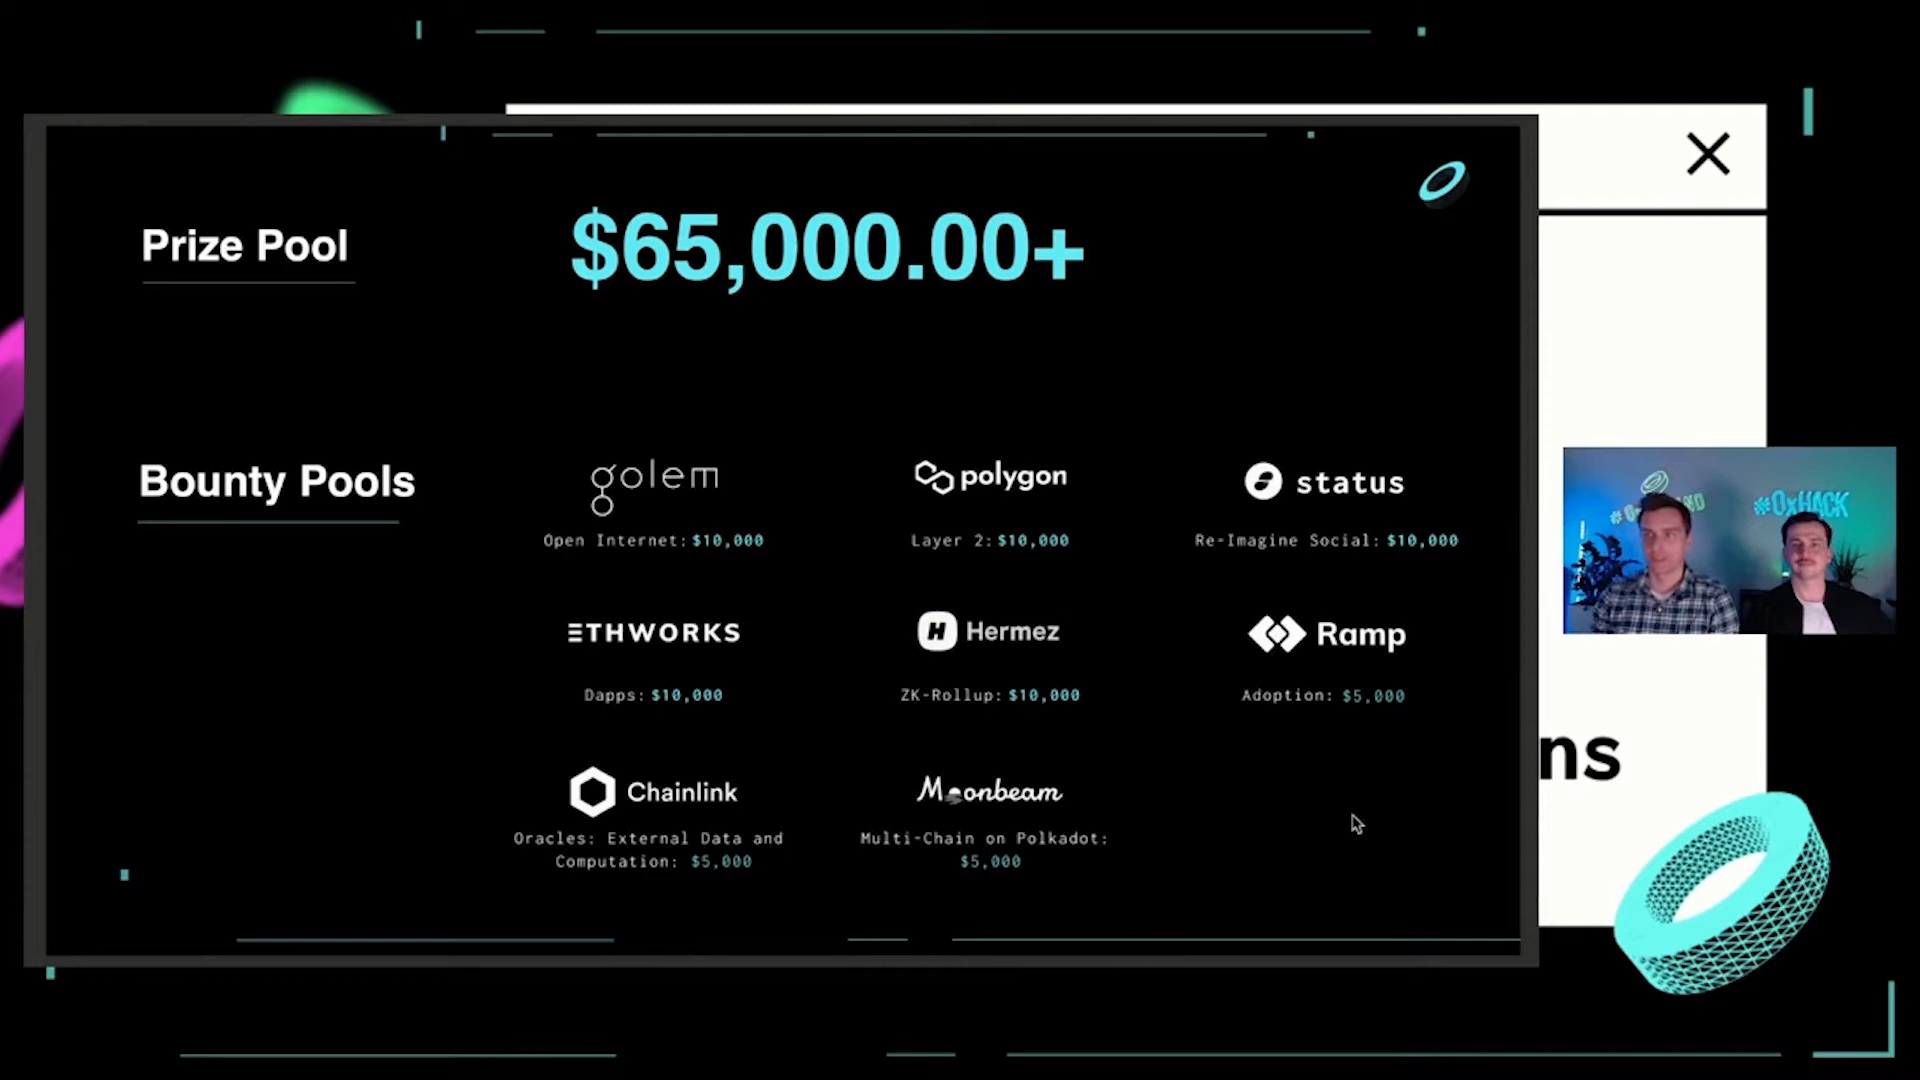 Prize Pool
$65,000.00+
Bounty Pools
golem
polygon
status
Open Internet: $10,000
Layer 2: $10,000
Re-Imagine Social: $10,000
ETHWORKS
Hermez
Ramp
Dapps: $10,000
ZK-Rollup: $10,000
Adoption: $5,000
Chainlink
Moonbeam
Oracles: External Data and
Computation: $5,000
Multi-Chain on Polkadot:
$5,000
#0xHACK
ns